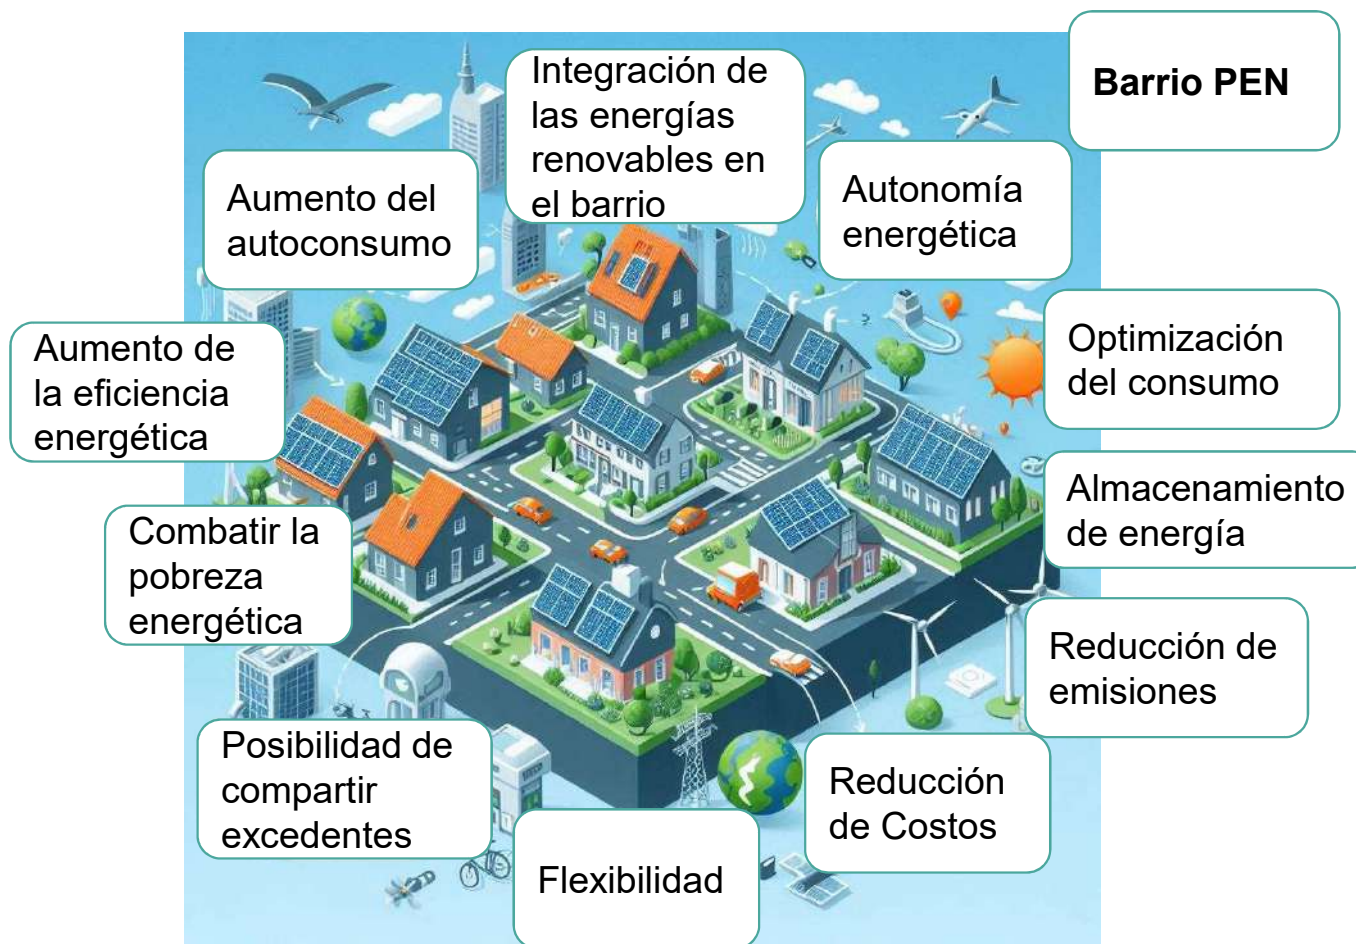 Barrio PEN
Integración de
las energías
renovables en
el barrio
Aumento del
autoconsumo
Autonomía
energética
Optimización
del consumo
Aumento de
la eficiencia
energética
Almacenamiento
de energía
Combatir la
pobreza
energética
Reducción de
emisiones
Posibilidad de
compartir
excedentes
Reducción
de Costos
Flexibilidad